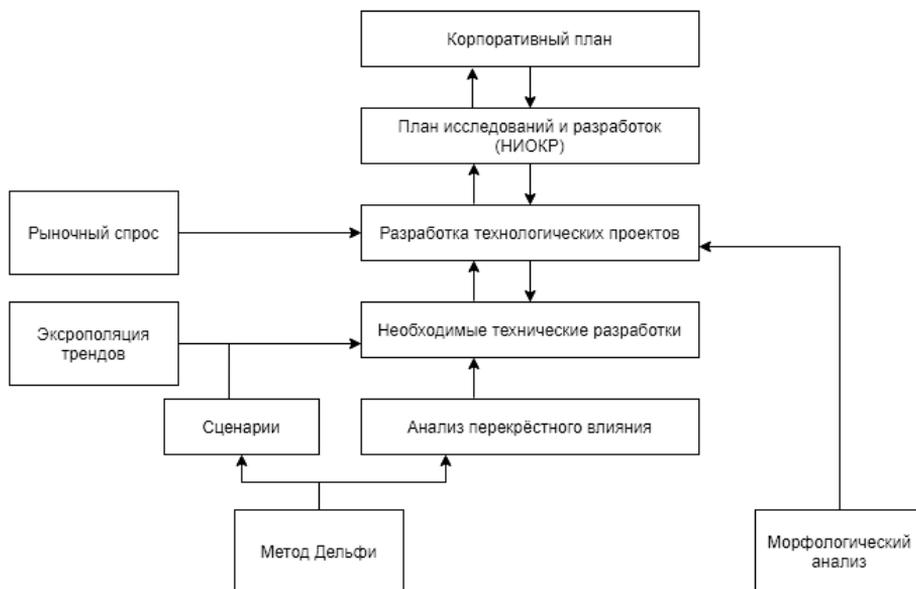 Корпоративный план
План исследований и разработок
(НИОКР)
Рыночный спрос
Разработка технологических проектов
Эксрополяция
трендов
Необходимые технические разработки
Сценарии
Анализ перекрёстного влияния
Метод Дельфи
Морфологический
анализ